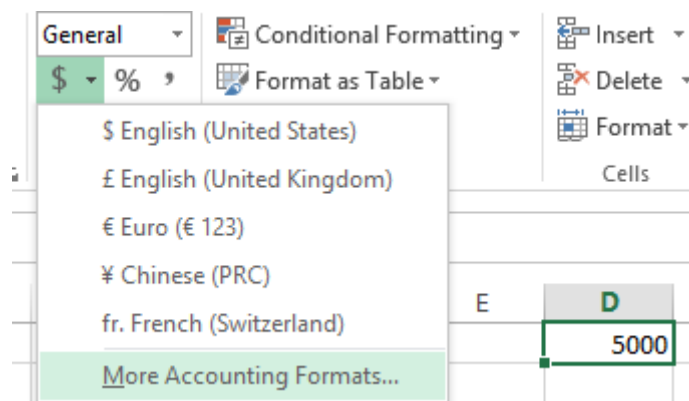 General
Conditional Formatting
Insert
$ % ,
Format as Table
Delete
$ English (United States)
Format
£ English (United Kingdom)
Cells
€ Euro (€ 123)
¥ Chinese (PRC)
fr. French (Switzerland)
E D
5000
More Accounting Formats...